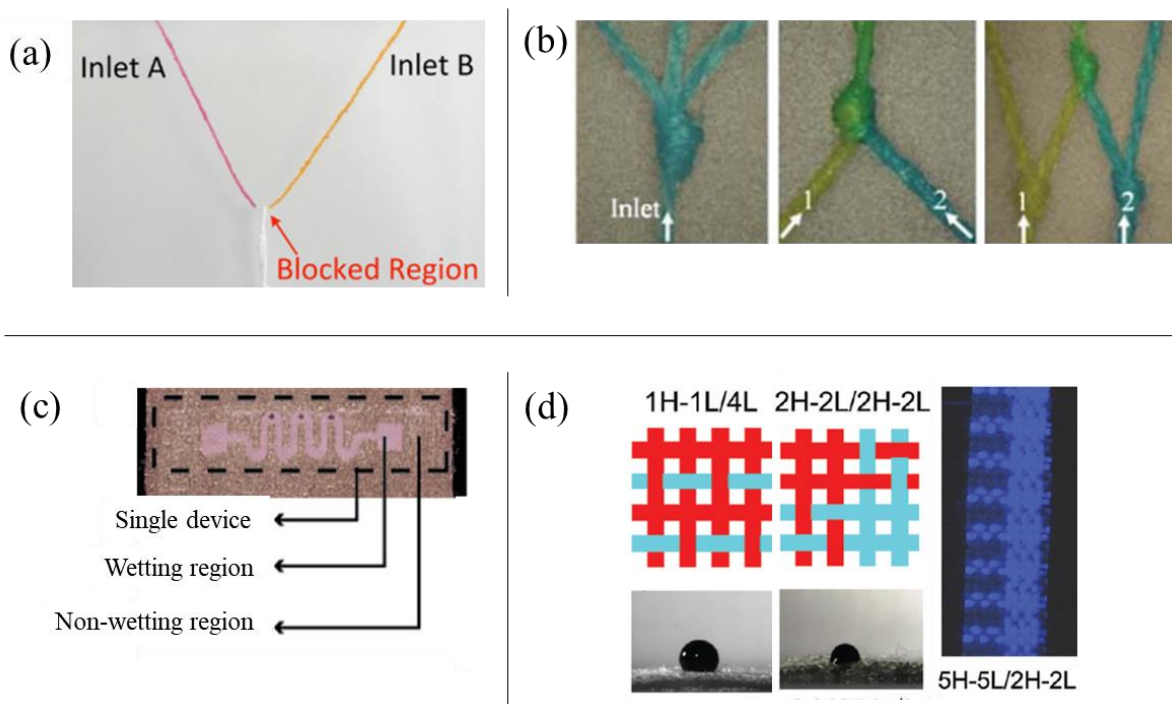 (a)
Inlet A
Inlet B
Blocked Region
(b)
Inlet
1
2
1
2
(c)
Single device
Wetting region
Non-wetting region
(d)
1H-1L/4L
2H-2L/2H-2L
5H-5L/2H-2L